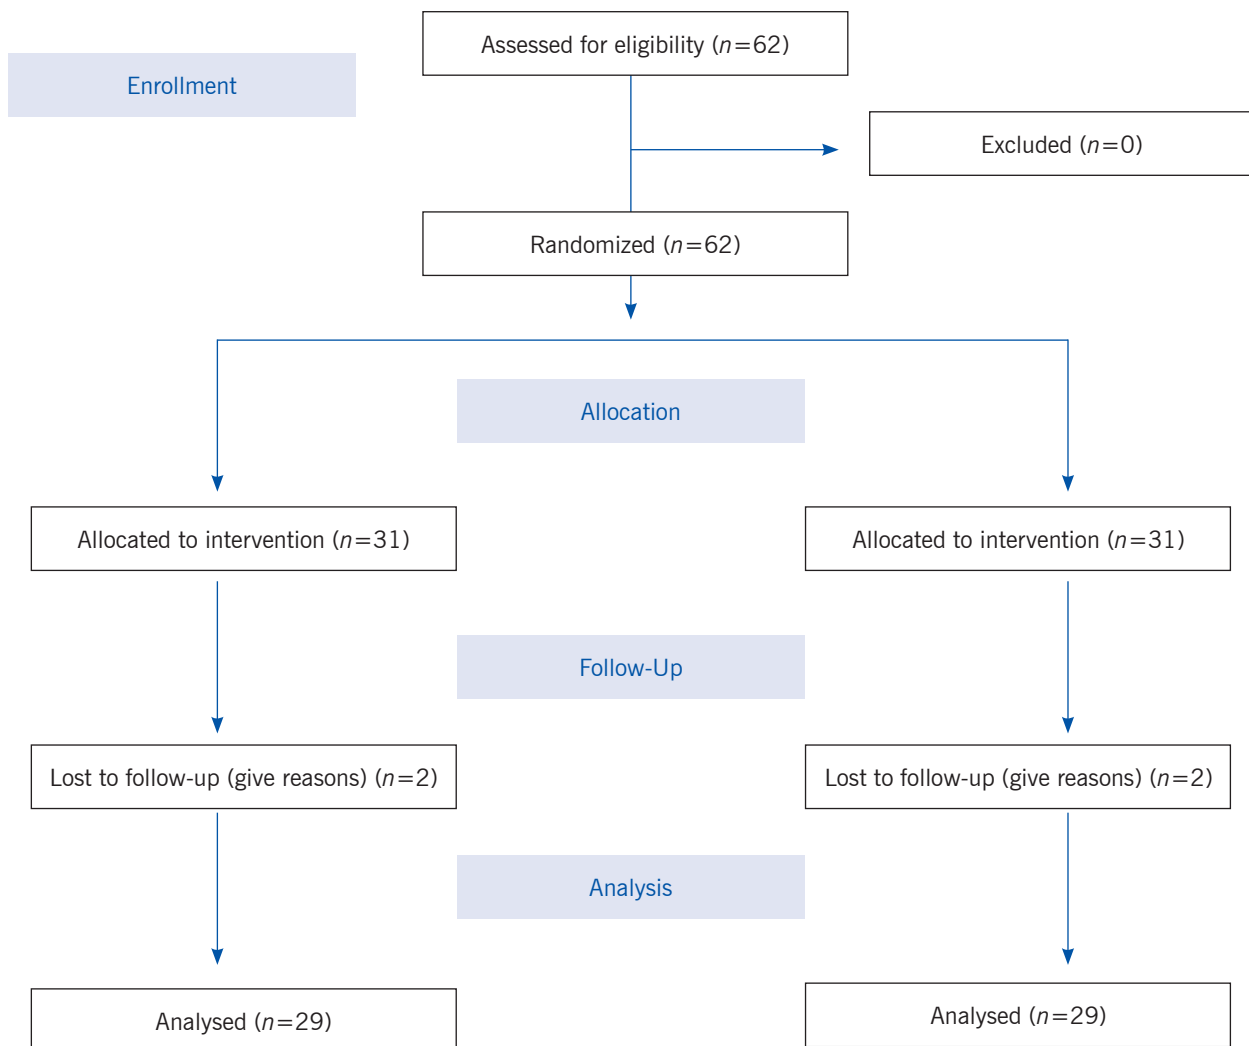 Assessed for eligibility (n=62)
Enrollment
Excluded (n=0)
Randomized (n=62)
Allocation
Allocated to intervention (n=31)
Allocated to intervention (n=31)
Follow-Up
Lost to follow-up (give reasons) (n=2)
Lost to follow-up (give reasons) (n=2)
Analysis
Analysed (n=29)
Analysed (n=29)